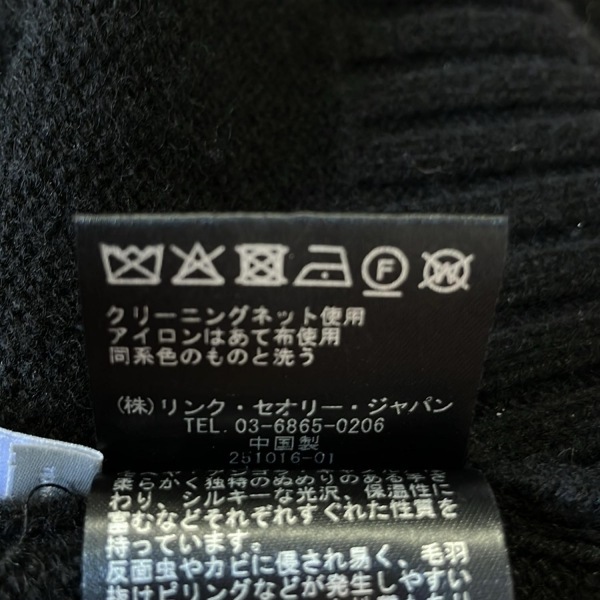 F W
クリーニングネット使用
アイロンはあて布使用
同系色のものと洗う
(株)リンク・セオリー・ジャパン
TEL. 03-6865-0206
中国製
251016-01
柔らかく独特のぬめりのある
わり、シルキーな光沢、保温性に
富むなどそれぞれすぐれた性質を
持っています。
反面虫やカビに侵され易く、毛羽
抜けピリングなどが発生しやすい